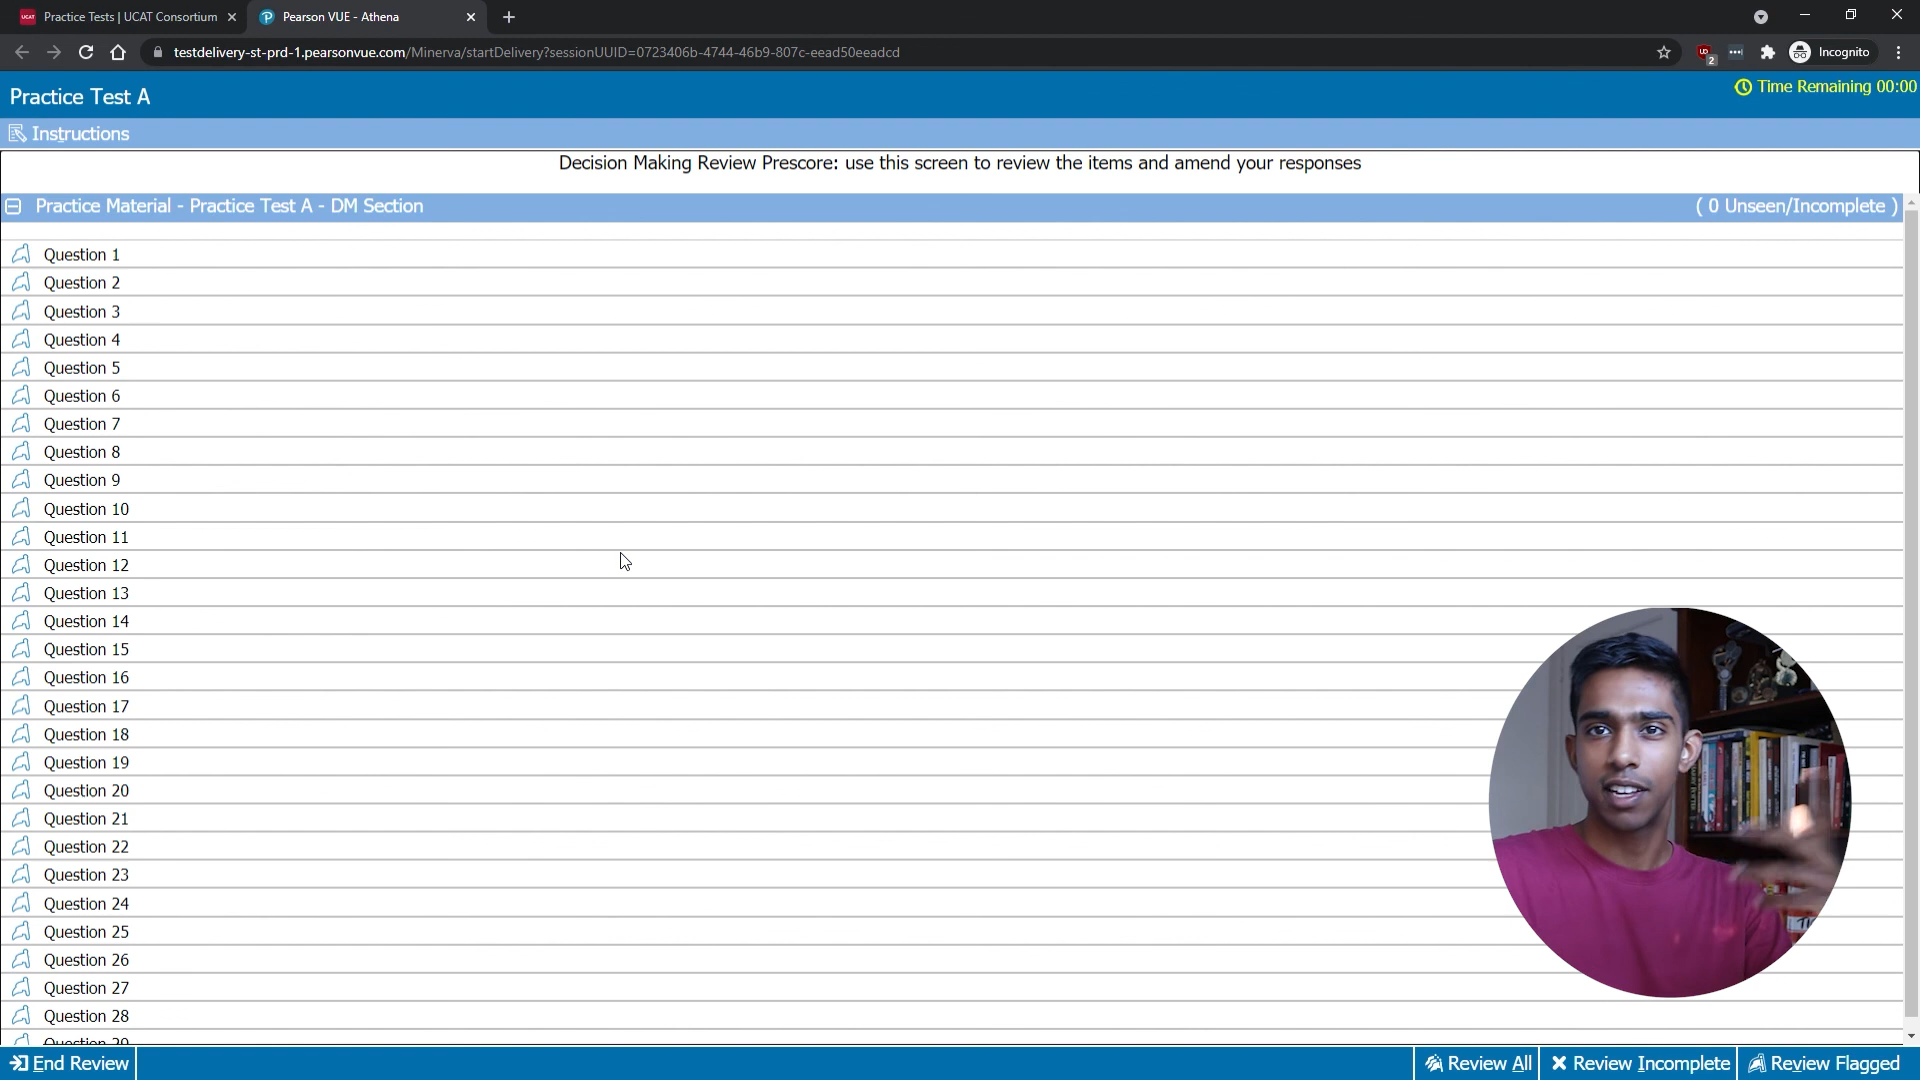 Practice Tests | UCAT Consortium
Pearson VUE - Athena
testdelivery-st-prd-1.pearsonvue.com/Minerva/startDelivery?sessionUUID=0723406b-4744-46b9-807c-eead50eeadcd
2
Incognito
Practice Test A
Time Remaining 00:00
Instructions
Decision Making Review Prescore: use this screen to review the items and amend your responses
Practice Material - Practice Test A - DM Section
( 0 Unseen/Incomplete )
Question 1
Question 2
Question 3
Question 4
Question 5
Question 6
Question 7
Question 8
Question 9
Question 10
Question 11
Question 12
Question 13
Question 14
Question 15
Question 16
Question 17
Question 18
Question 19
Question 20
Question 21
Question 22
Question 23
Question 24
Question 25
Question 26
Question 27
Question 28
Question 29
End Review
Review All
Review Incomplete
Review Flagged